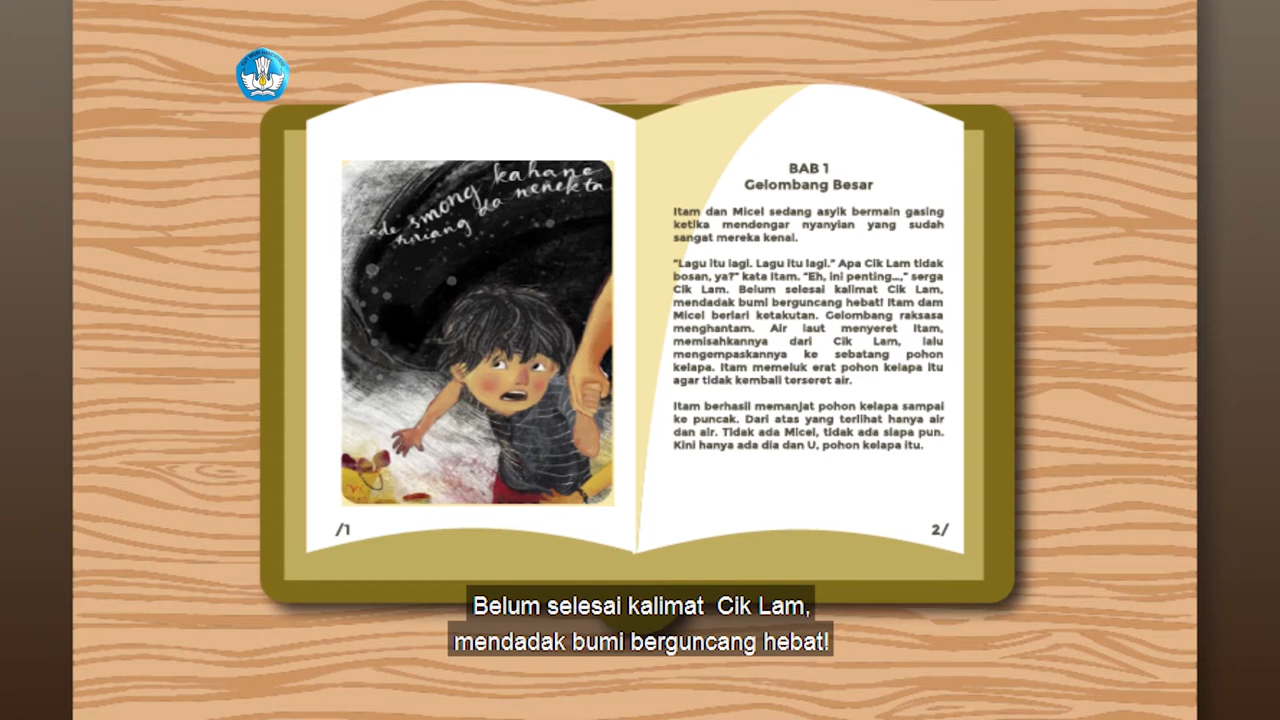 kahane
ede smong da nenekta
uniang
/1
BAB 1
Gelombang Besar
Itam dan Micel sedang asyik bermain gasing
ketika mendengar nyanyian yang sudah
sangat mereka kenal.
"Lagu itu lagi. Lagu itu lagi." Apa Cik Lam tidak
bosan, ya?" kata Itam. "Eh, ini penting...," serga
Cik Lam. Belum selesai kalimat Cik Lam,
mendadak bumi berguncang hebat! Itam dam
Micel berlari ketakutan. Gelombang raksasa
menghantam. Air laut menyeret Itam,
memisahkannya dari Cik Lam, lalu
mengempaskannya ke sebatang pohon
kelapa. Itam memeluk erat pohon kelapa itu
agar tidak kembali terseret air.
Itam berhasil memanjat pohon kelapa sampai
ke puncak. Dari atas yang terlihat hanya air
dan air. Tidak ada Micel, tidak ada siapa pun.
Kini hanya ada dia dan U, pohon kelapa itu.
2/
Belum selesai kalimat Cik Lam,
mendadak bumi berguncang hebat!